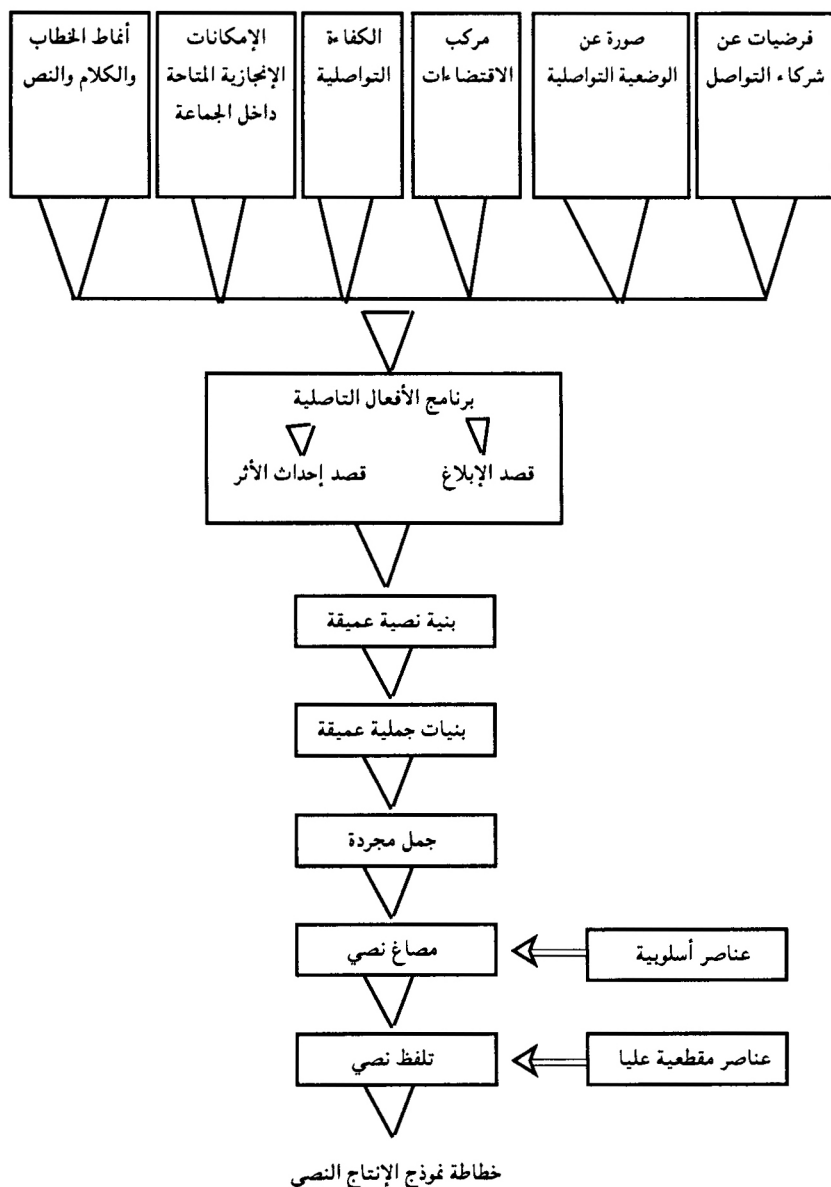 فرضيات عن
شركاء التواصل
صورة عن
الوضعية التواصلية
مركب
الاقتضاءات
الكفاءة
التواصلية
الإمكانات
الإنجازية المتاحة
داخل الجماعة
أنماط الخطاب
والكلام والنص
برنامج الأفعال التاصلية
قصد الإبلاغ
قصد إحداث الأثر
بنية نصية عميقة
بنيات جملية عميقة
جمل مجردة
مصاغ نصي
عناصر أسلوبية
تلفظ نصي
عناصر مقطعية عليا
خطاطة نموذج الإنتاج النصي